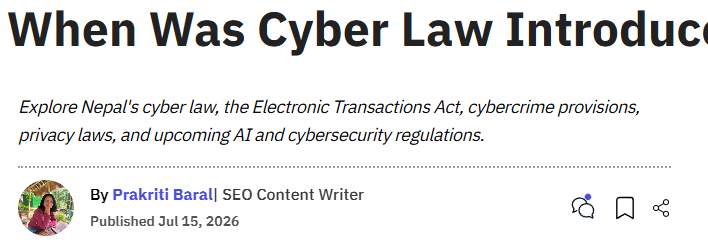 When Was Cyber Law Introduc
Explore Nepal's cyber law, the Electronic Transactions Act, cybercrime provisions,
privacy laws, and upcoming AI and cybersecurity regulations.
By Prakriti Baral| SEO Content Writer
Published Jul 15, 2026